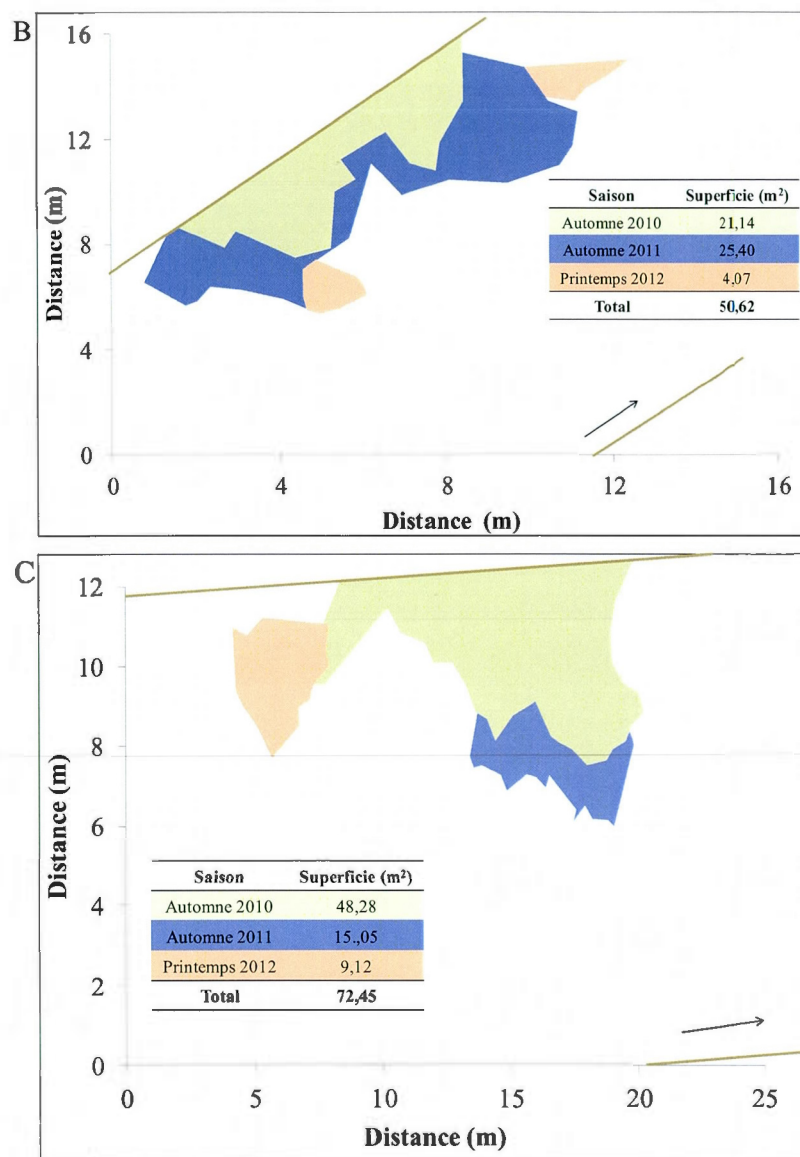 B
16
12
8
4
0
Distance (m)
Saison Superficie (m²)
Automne 2010 21,14
Automne 2011 25,40
Printemps 2012 4,07
Total 50,62
0 4 8 12 16
Distance (m)
C
12
10
8
6
4
2
0
Distance (m)
Saison Superficie (m²)
Automne 2010 48,28
Automne 2011 15.,05
Printemps 2012 9,12
Total 72,45
0 5 10 15 20 25
Distance (m)